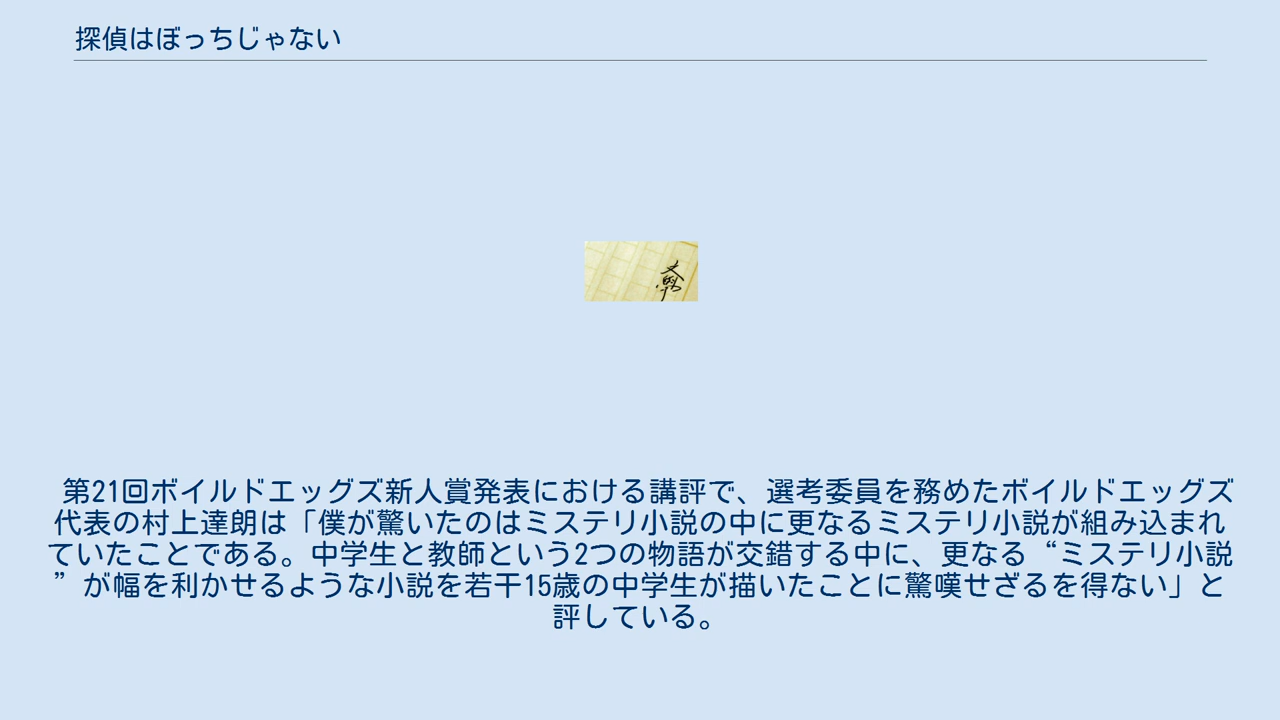 探偵はぼっちじゃない
第21回ボイルドエッグズ新人賞発表における講評で、選考委員を務めたボイルドエッグズ
代表の村上達朗は「僕が驚いたのはミステリ小説の中に更なるミステリ小説が組み込まれ
ていたことである。中学生と教師という2つの物語が交錯する中に、更なる“ミステリ小説
”が幅を利かせるような小説を若干15歳の中学生が描いたことに驚嘆せざるを得ない」と
評している。